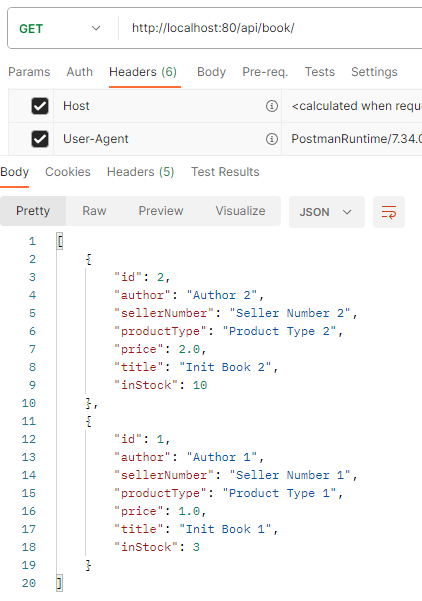 GET http://localhost:80/api/book/
Params Auth Headers (6) Body Pre-req. Tests Settings
Host <calculated when reque
User-Agent PostmanRuntime/7.34.0
Body Cookies Headers (5) Test Results
Pretty Raw Preview Visualize JSON
1 [
2 {
3 "id": 2,
4 "author": "Author 2",
5 "sellerNumber": "Seller Number 2",
6 "productType": "Product Type 2",
7 "price": 2.0,
8 "title": "Init Book 2",
9 "inStock": 10
10 },
11 {
12 "id": 1,
13 "author": "Author 1",
14 "sellerNumber": "Seller Number 1",
15 "productType": "Product Type 1",
16 "price": 1.0,
17 "title": "Init Book 1",
18 "inStock": 3
19 }
20 ]